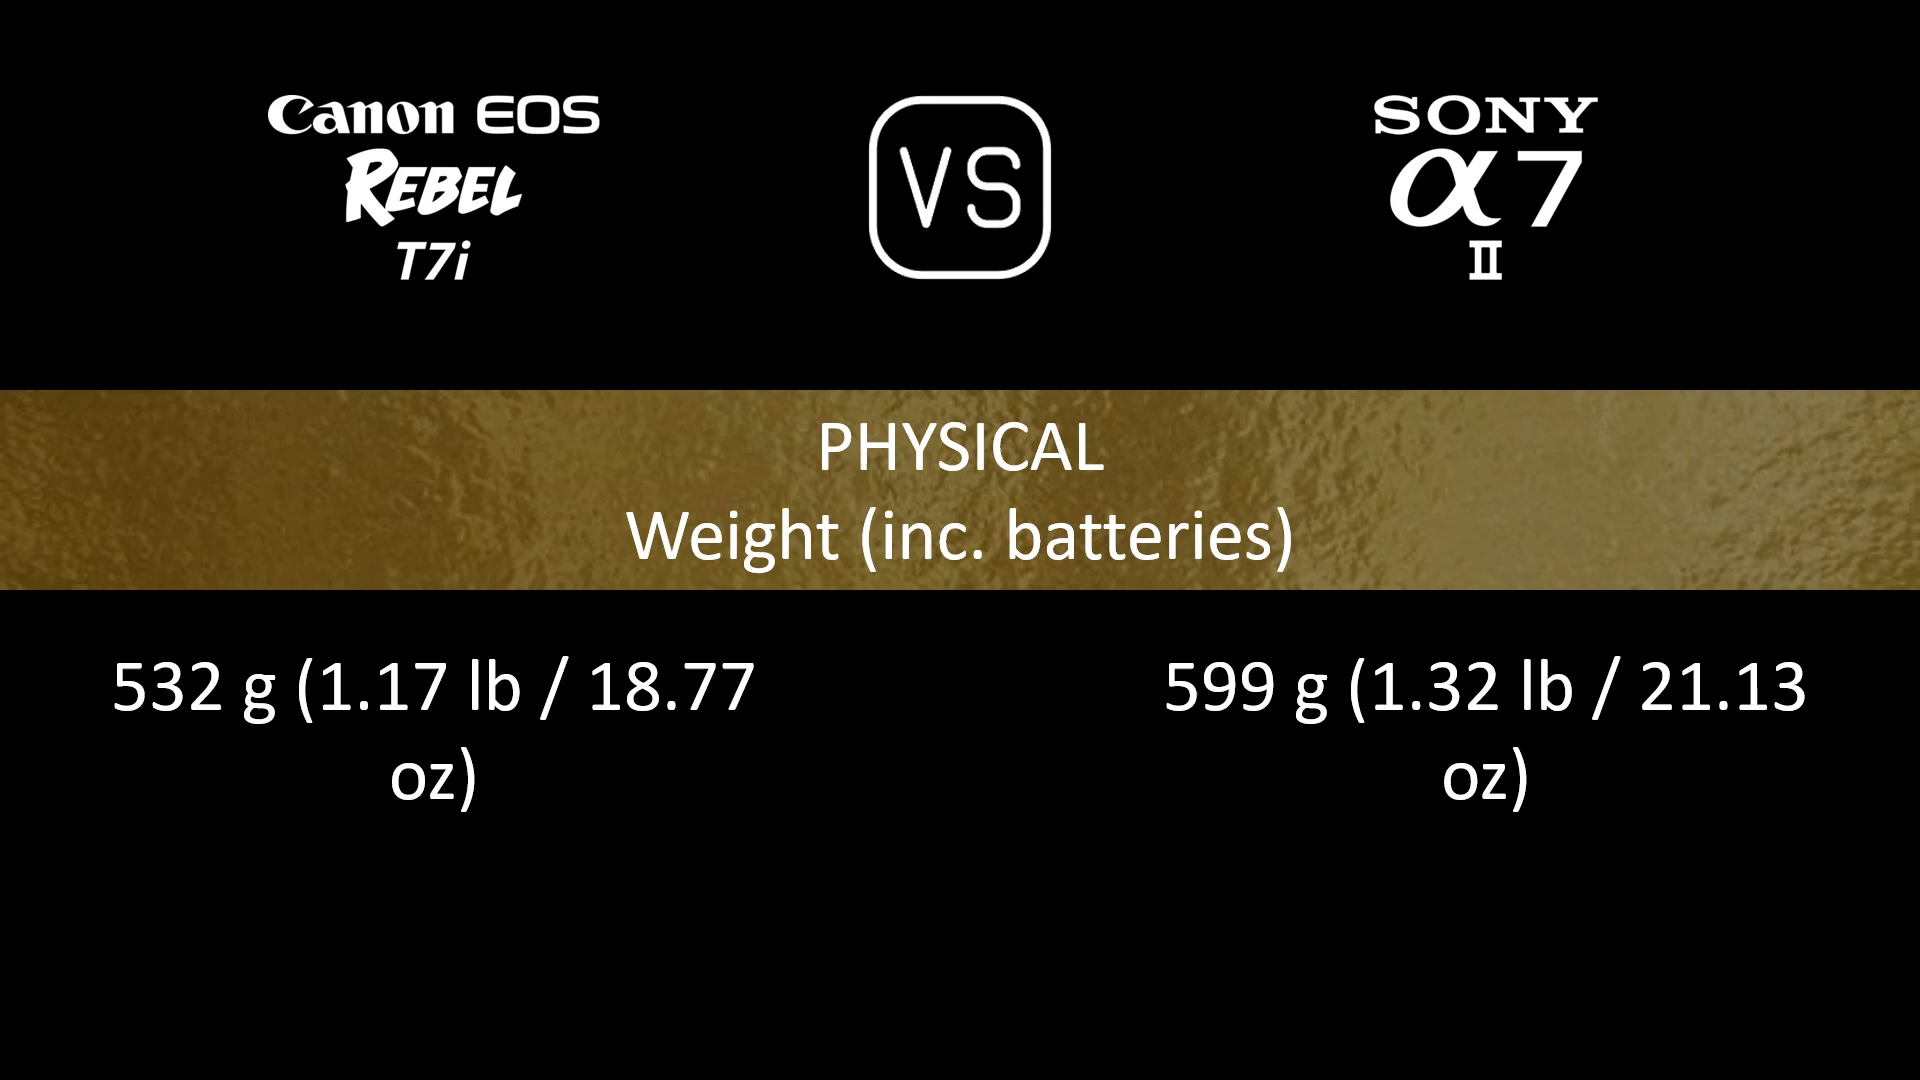 Canon EOS
REBEL
T7i
VS
SONY
α7
II
PHYSICAL
Weight (inc. batteries)
532 g (1.17 lb / 18.77
oz)
599 g (1.32 lb / 21.13
oz)